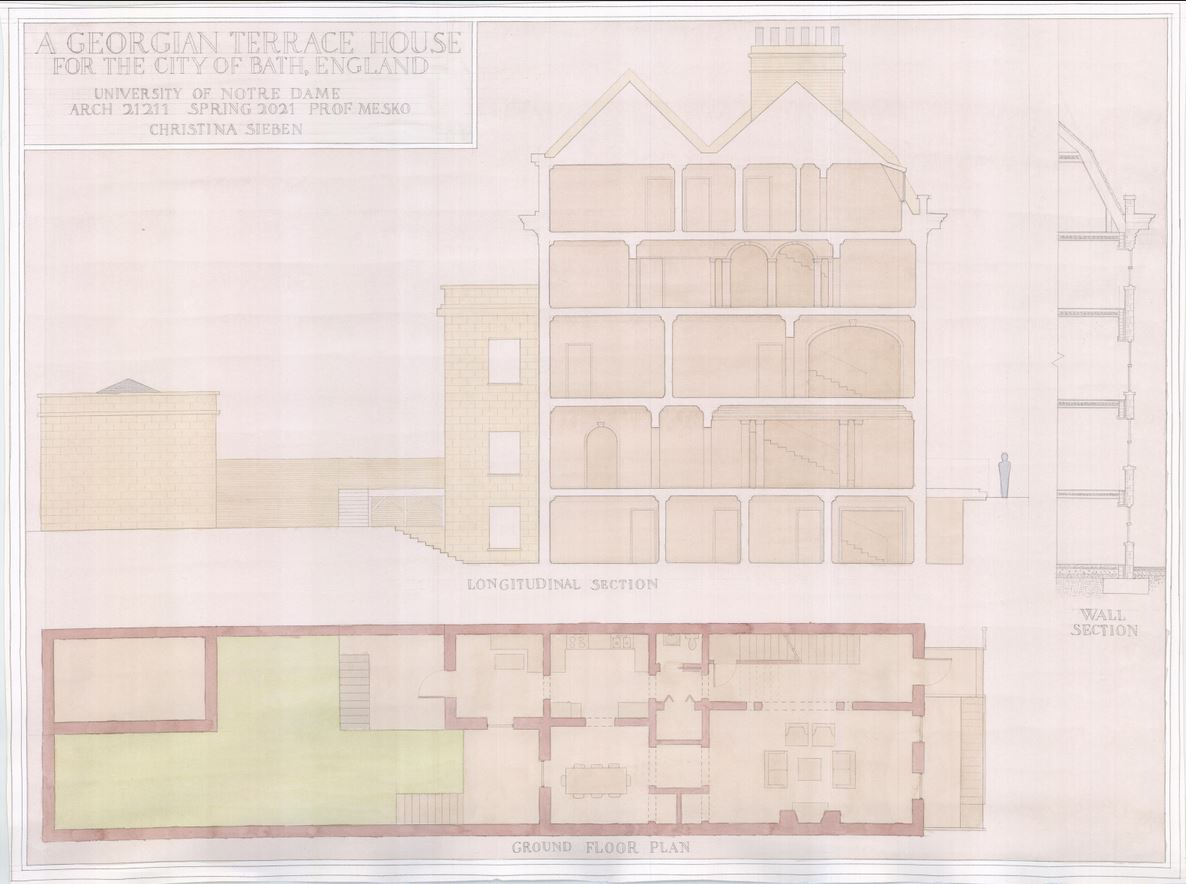 A GEORGIAN TERRACE HOUSE
FOR THE CITY OF BATH, ENGLAND
UNIVERSITY OF NOTRE DAME
ARCH 21211 SPRING 2021 PROF MESKO
CHRISTINA SIEBEN
LONGITUDINAL SECTION
WALL
SECTION
GROUND FLOOR PLAN